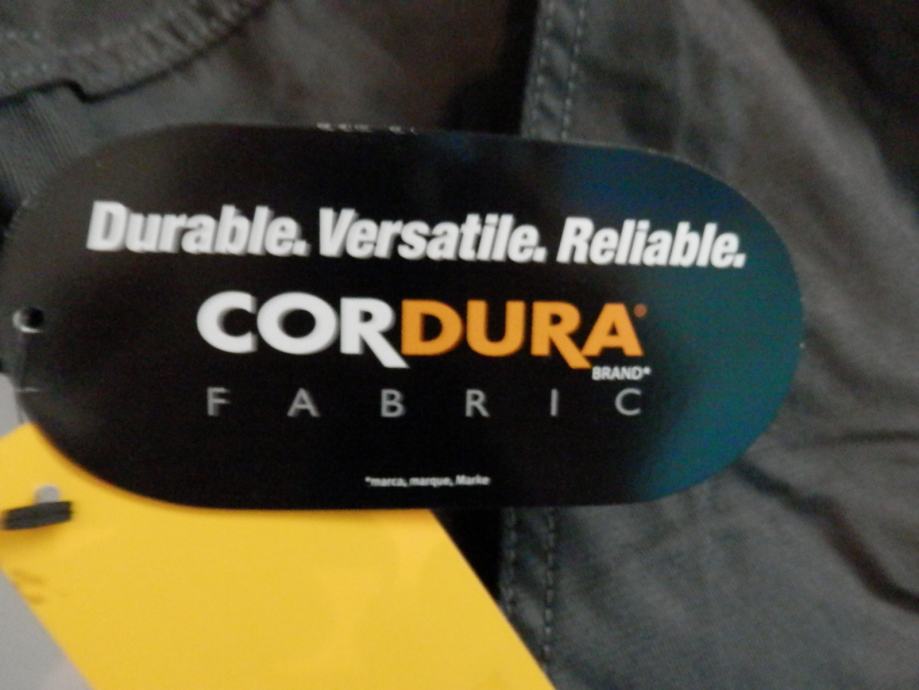 Durable. Versatile. Reliable.
CORDURA®
BRAND*
FABRIC
*marca, marque, Marke